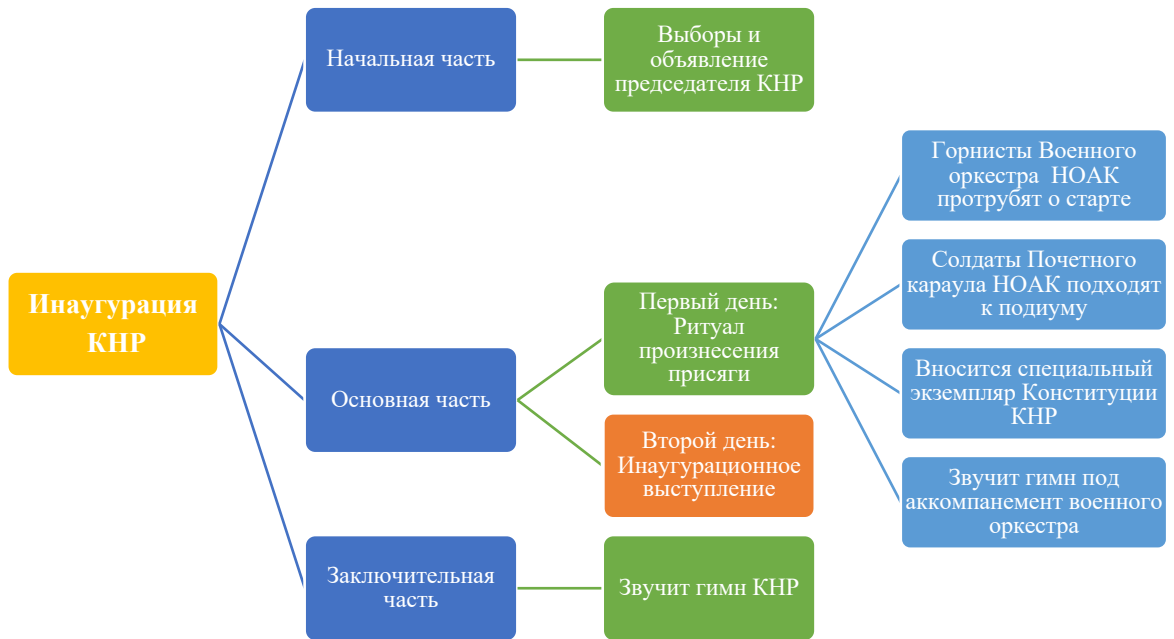 Инаугурация
КНР
Начальная часть
Выборы и
объявление
председателя КНР
Основная часть
Первый день:
Ритуал
произнесения
присяги
Горнисты Военного
оркестра НОАК
протрубят о старте
Солдаты Почетного
караула НОАК подходят
к подиуму
Вносится специальный
экземпляр Конституции
КНР
Звучит гимн под
аккомпанемент военного
оркестра
Второй день:
Инаугурационное
выступление
Заключительная
часть
Звучит гимн КНР